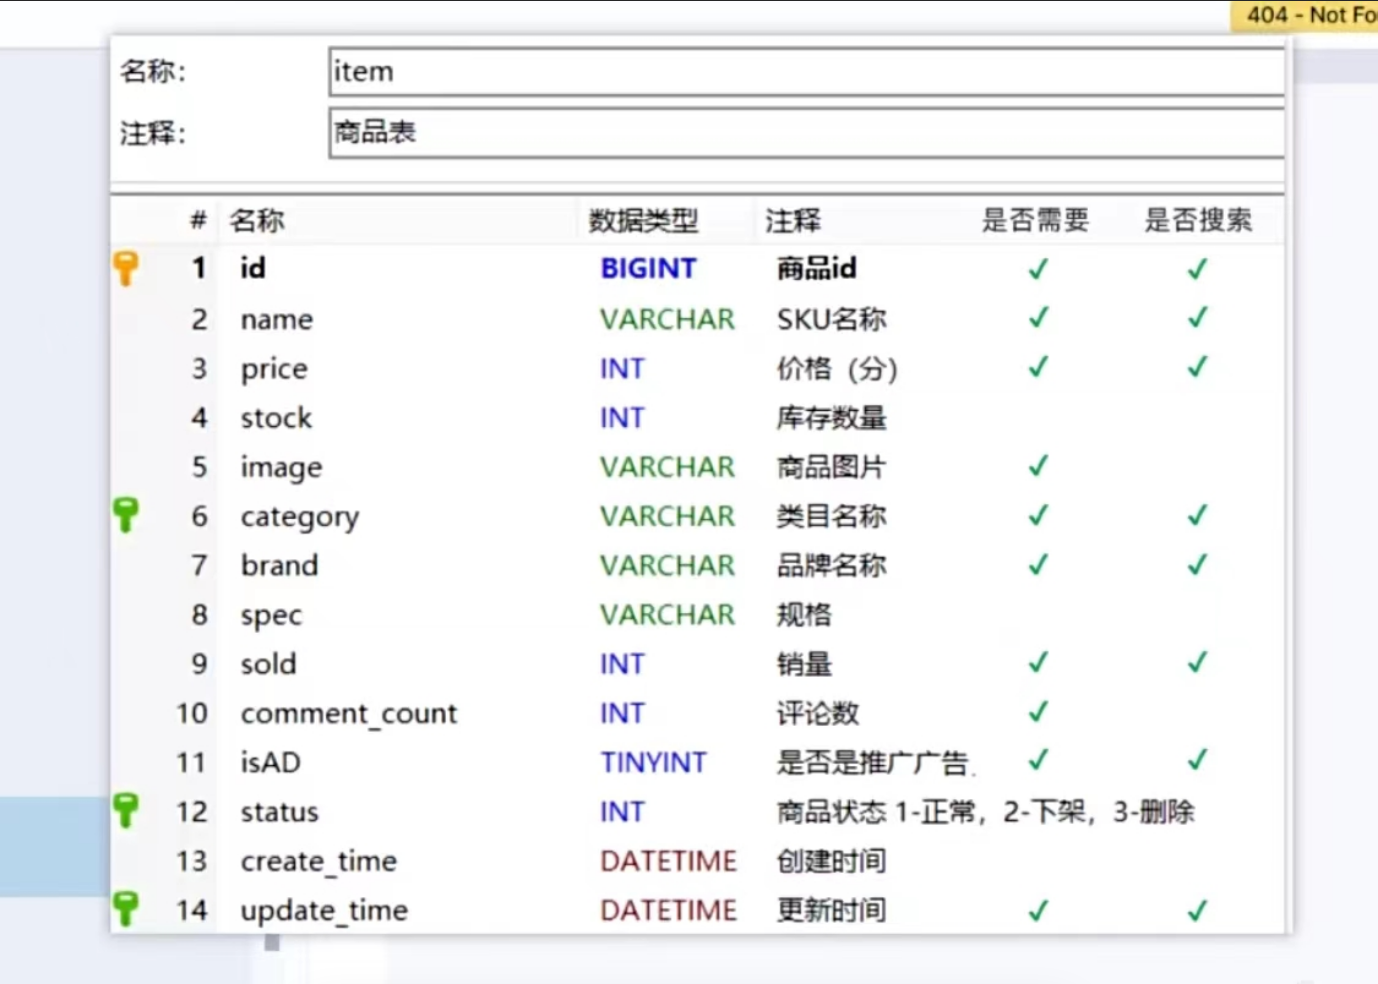 404 - Not Fo
名称: item
注释: 商品表
# 名称 数据类型 注释 是否需要 是否搜索
1 id BIGINT 商品id ✓ ✓
2 name VARCHAR SKU名称 ✓ ✓
3 price INT 价格（分） ✓ ✓
4 stock INT 库存数量
5 image VARCHAR 商品图片 ✓
6 category VARCHAR 类目名称 ✓ ✓
7 brand VARCHAR 品牌名称 ✓ ✓
8 spec VARCHAR 规格
9 sold INT 销量 ✓ ✓
10 comment_count INT 评论数 ✓
11 isAD TINYINT 是否是推广广告. ✓ ✓
12 status INT 商品状态 1-正常，2-下架，3-删除
13 create_time DATETIME 创建时间
14 update_time DATETIME 更新时间 ✓ ✓